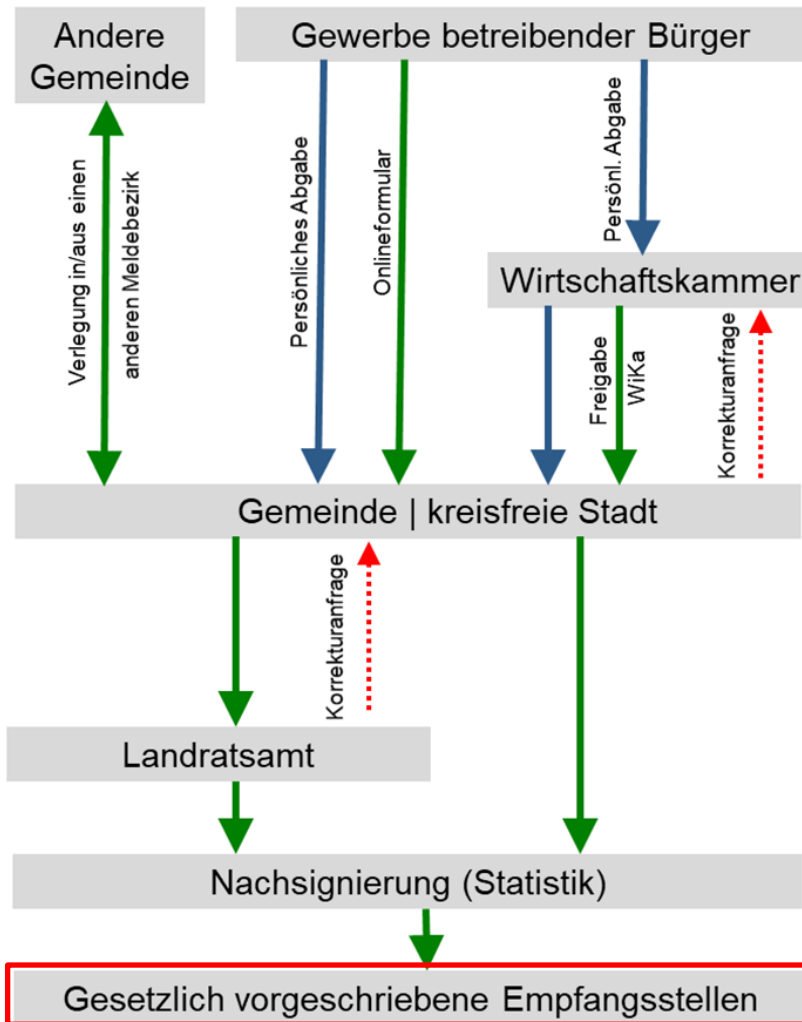 Andere
Gemeinde
Gewerbe betreibender Bürger
Verlegung in/aus einen
anderen Meldebezirk
Persönliches Abgabe
Onlineformular
Persönl. Abgabe
Wirtschaftskammer
Freigabe
WiKa
Korrekturanfrage
Gemeinde | kreisfreie Stadt
Korrekturanfrage
Landratsamt
Nachsignierung (Statistik)
Gesetzlich vorgeschriebene Empfangsstellen